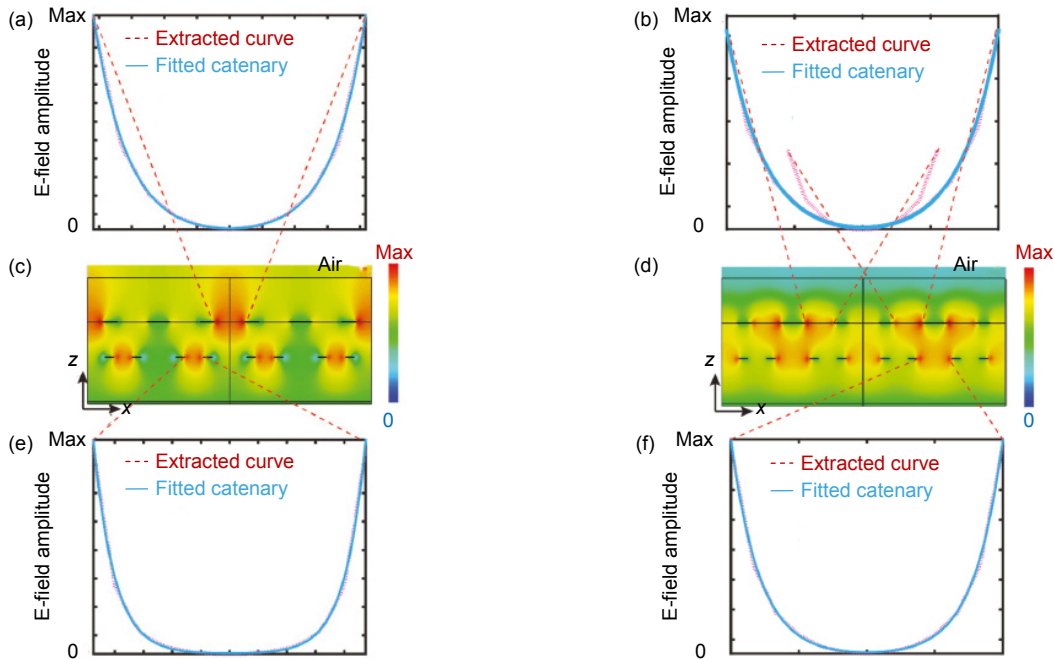 (a)
Max
Extracted curve
Fitted catenary
E-field amplitude
0
(b)
Max
Extracted curve
Fitted catenary
E-field amplitude
0
(c)
Air
Max
z
x
0
(d)
Air
Max
z
x
0
(e)
Max
Extracted curve
Fitted catenary
E-field amplitude
0
(f)
Max
Extracted curve
Fitted catenary
E-field amplitude
0